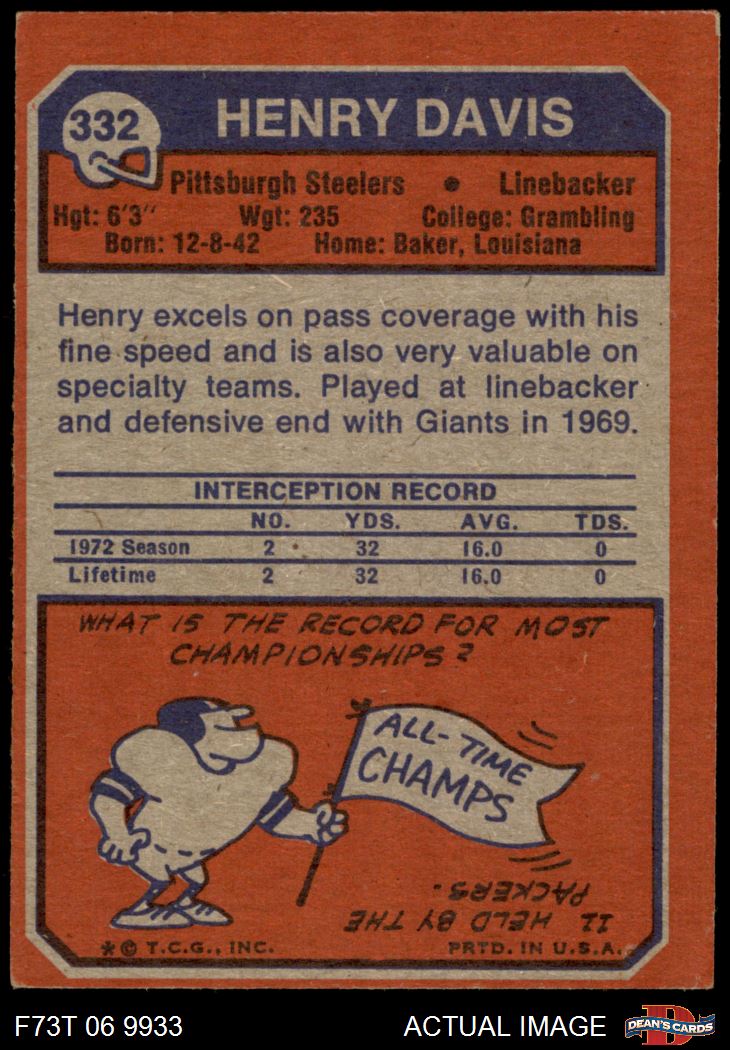 332
HENRY DAVIS
Pittsburgh Steelers • Linebacker
Hgt: 6'3" Wgt: 235 College: Grambling
Born: 12-8-42 Home: Baker, Louisiana
Henry excels on pass coverage with his
fine speed and is also very valuable on
specialty teams. Played at linebacker
and defensive end with Giants in 1969.
INTERCEPTION RECORD
NO. YDS. AVG. TDS.
1972 Season 2 32 16.0 0
Lifetime 2 32 16.0 0
WHAT IS THE RECORD FOR MOST
CHAMPIONSHIPS?
ALL-TIME
CHAMPS
11 HELD BY THE
PACKERS.
*© T.C.G., INC. PRTD. IN U.S.A.
F73T 06 9933 ACTUAL IMAGE
D
DEAN'S CARDS